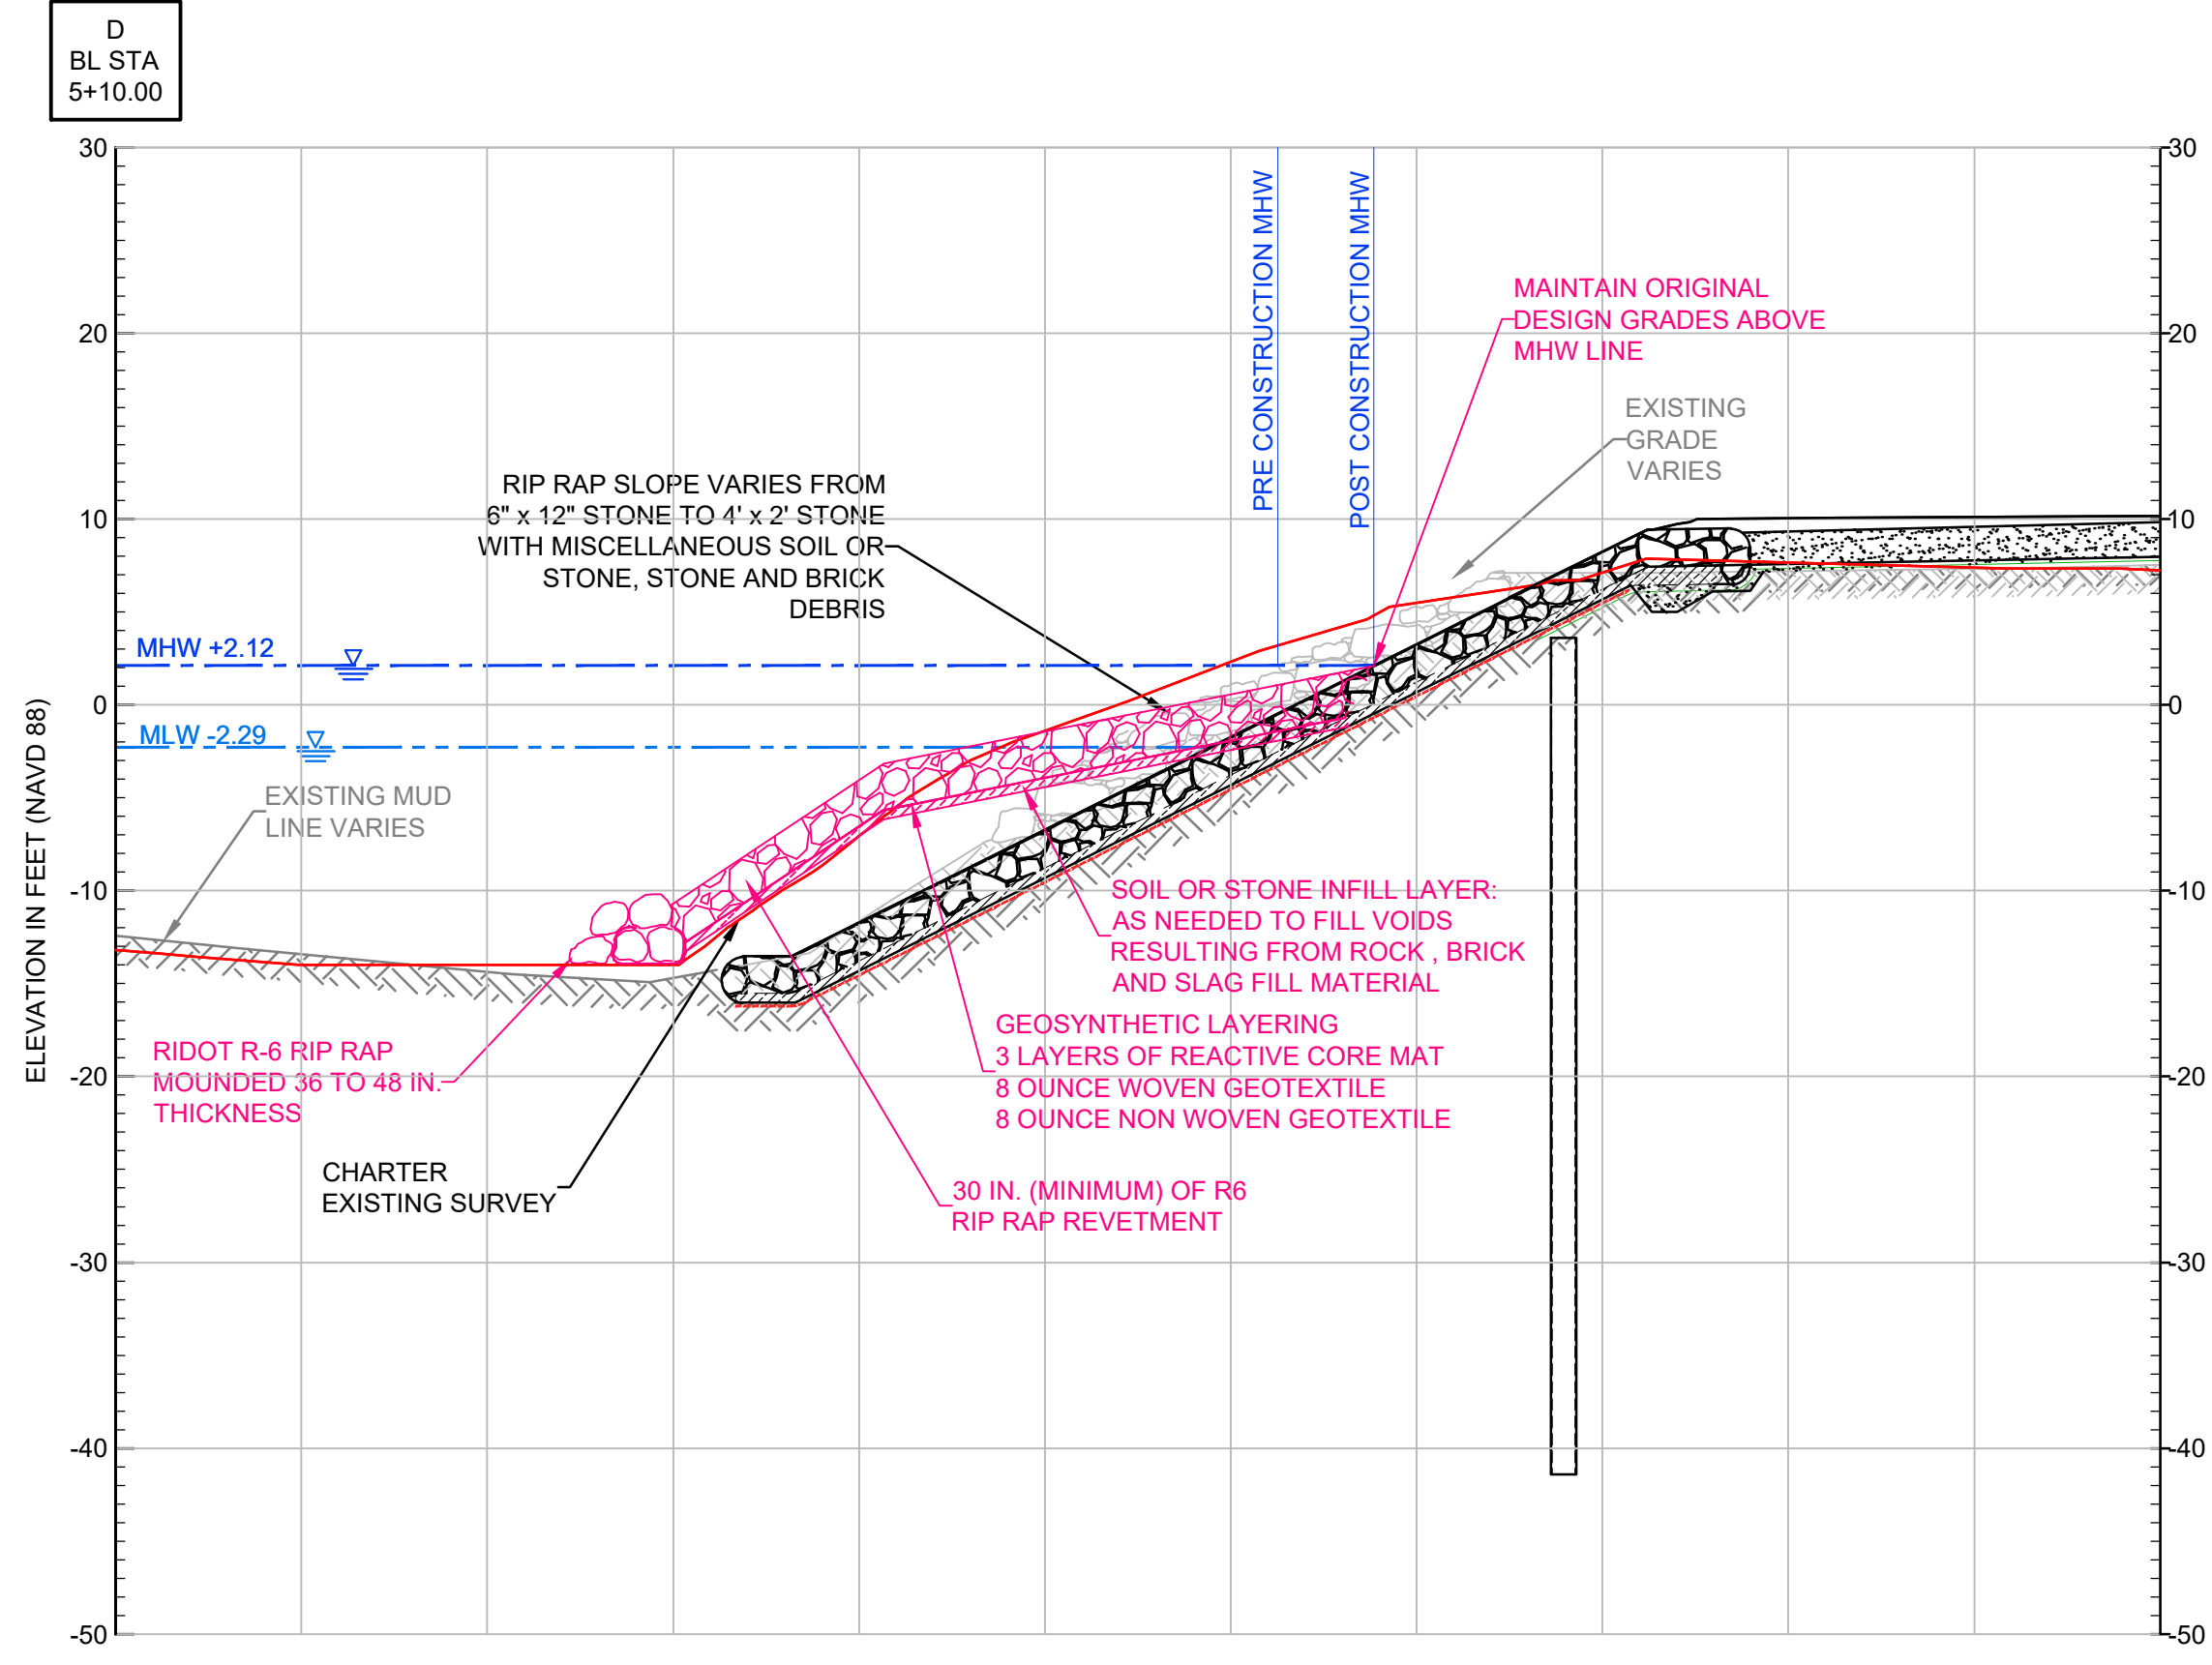 D
BL STA
5+10.00
30
30
20
20
10
10
0
0
-10
-10
-20
-20
-30
-30
-40
-40
-50
-50
ELEVATION IN FEET (NAVD 88)
PRE CONSTRUCTION MHW
POST CONSTRUCTION MHW
MAINTAIN ORIGINAL
DESIGN GRADES ABOVE
MHW LINE
EXISTING
GRADE
VARIES
RIP RAP SLOPE VARIES FROM
6" x 12" STONE TO 4' x 2' STONE
WITH MISCELLANEOUS SOIL OR
STONE, STONE AND BRICK
DEBRIS
MHW +2.12
MLW -2.29
EXISTING MUD
LINE VARIES
SOIL OR STONE INFILL LAYER:
AS NEEDED TO FILL VOIDS
RESULTING FROM ROCK , BRICK
AND SLAG FILL MATERIAL
GEOSYNTHETIC LAYERING
3 LAYERS OF REACTIVE CORE MAT
8 OUNCE WOVEN GEOTEXTILE
8 OUNCE NON WOVEN GEOTEXTILE
RIDOT R-6 RIP RAP
MOUNDED 36 TO 48 IN.
THICKNESS
CHARTER
EXISTING SURVEY
30 IN. (MINIMUM) OF R6
RIP RAP REVETMENT